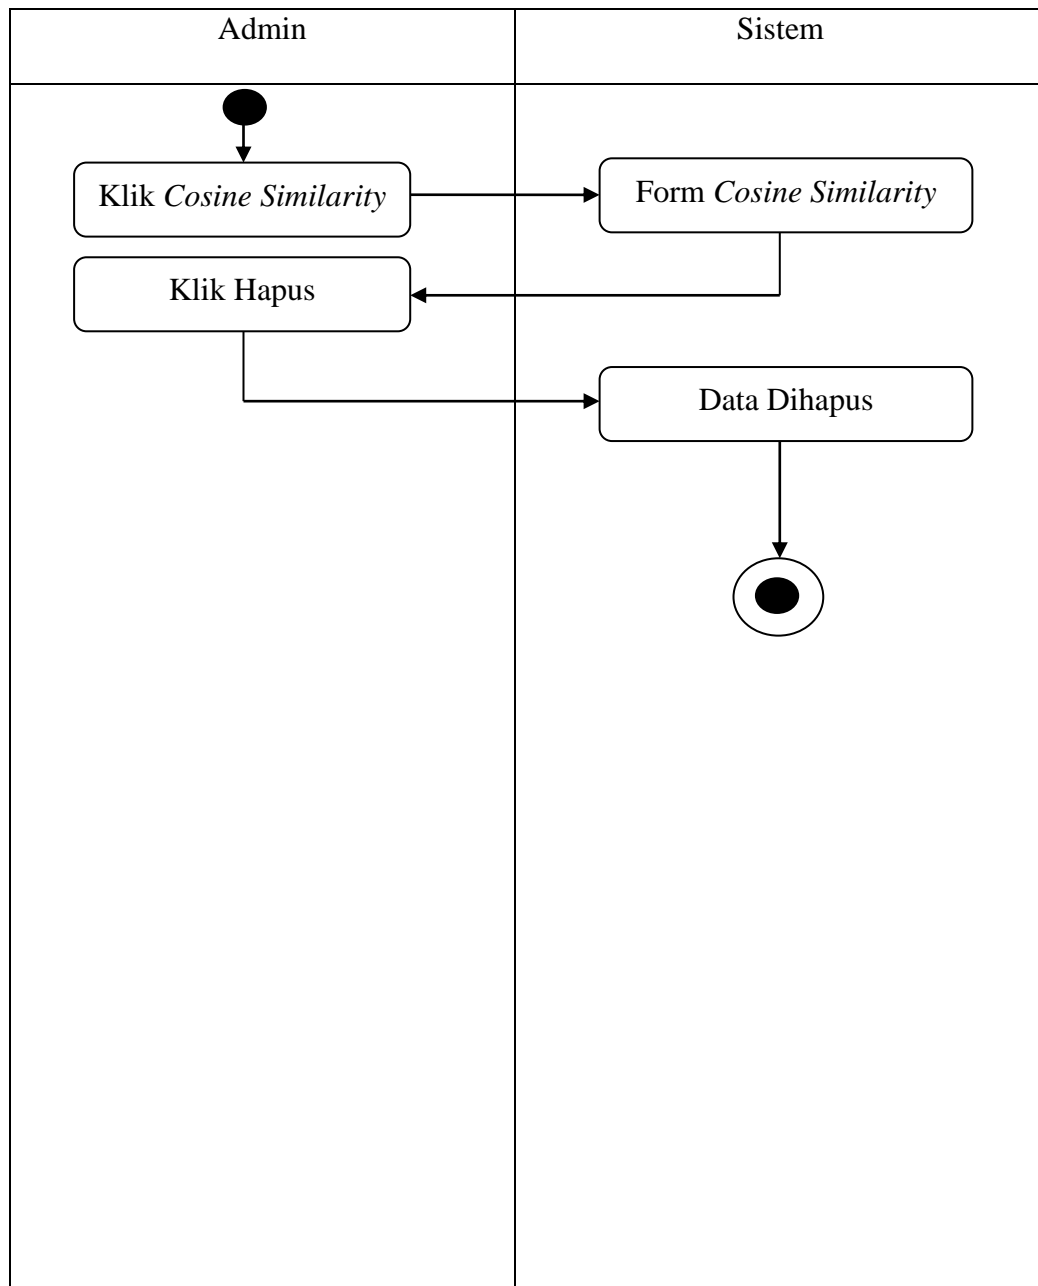 Admin
Sistem
Klik Cosine Similarity
Form Cosine Similarity
Klik Hapus
Data Dihapus